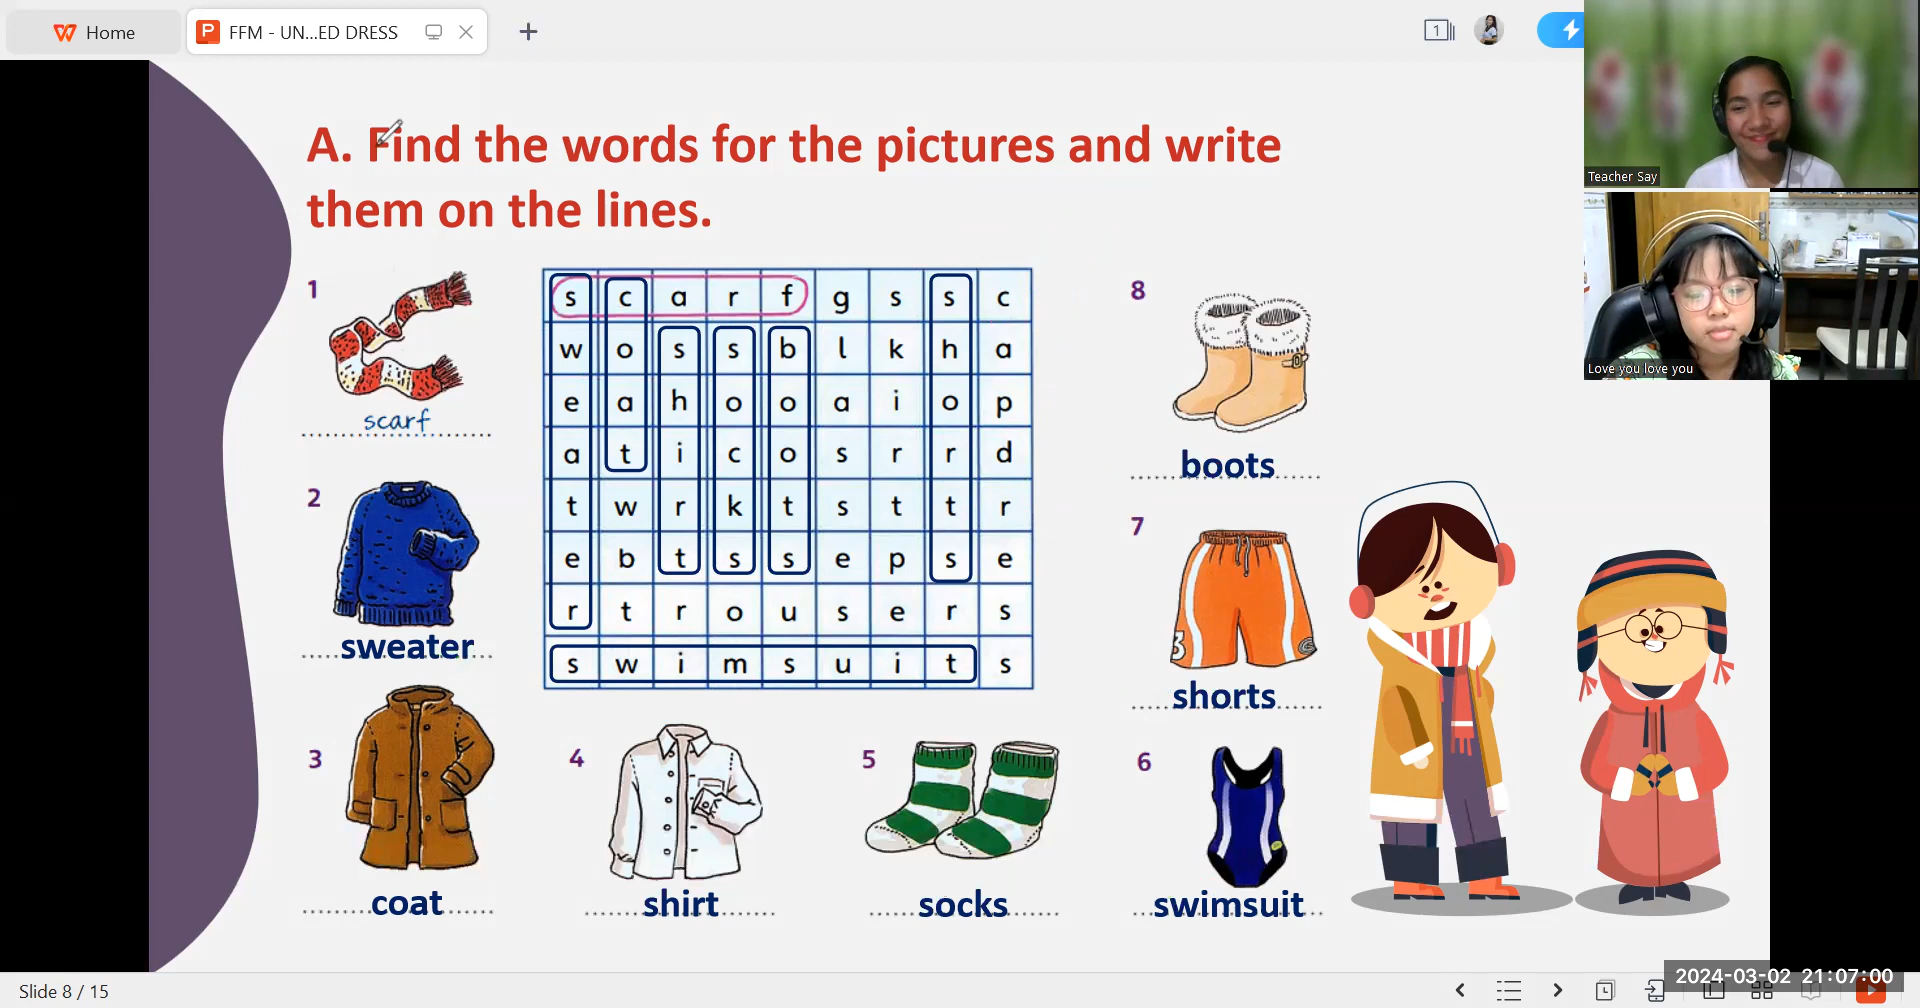 Home
FFM - UN...ED DRESS
1
A. Find the words for the pictures and write
them on the lines.
Teacher Say
Love you love you
1
scarf
2
sweater
3
coat
s c a r f g s s c
w o s s b l k h a
e a h o o a i o p
a t i c o s r r d
t w r k t s t t r
e b t s s e p s e
r t r o u s e r s
s w i m s u i t s
4
shirt
5
socks
8
boots
7
shorts
3
6
swimsuit
Slide 8 / 15
2024-03-02 21:07:00